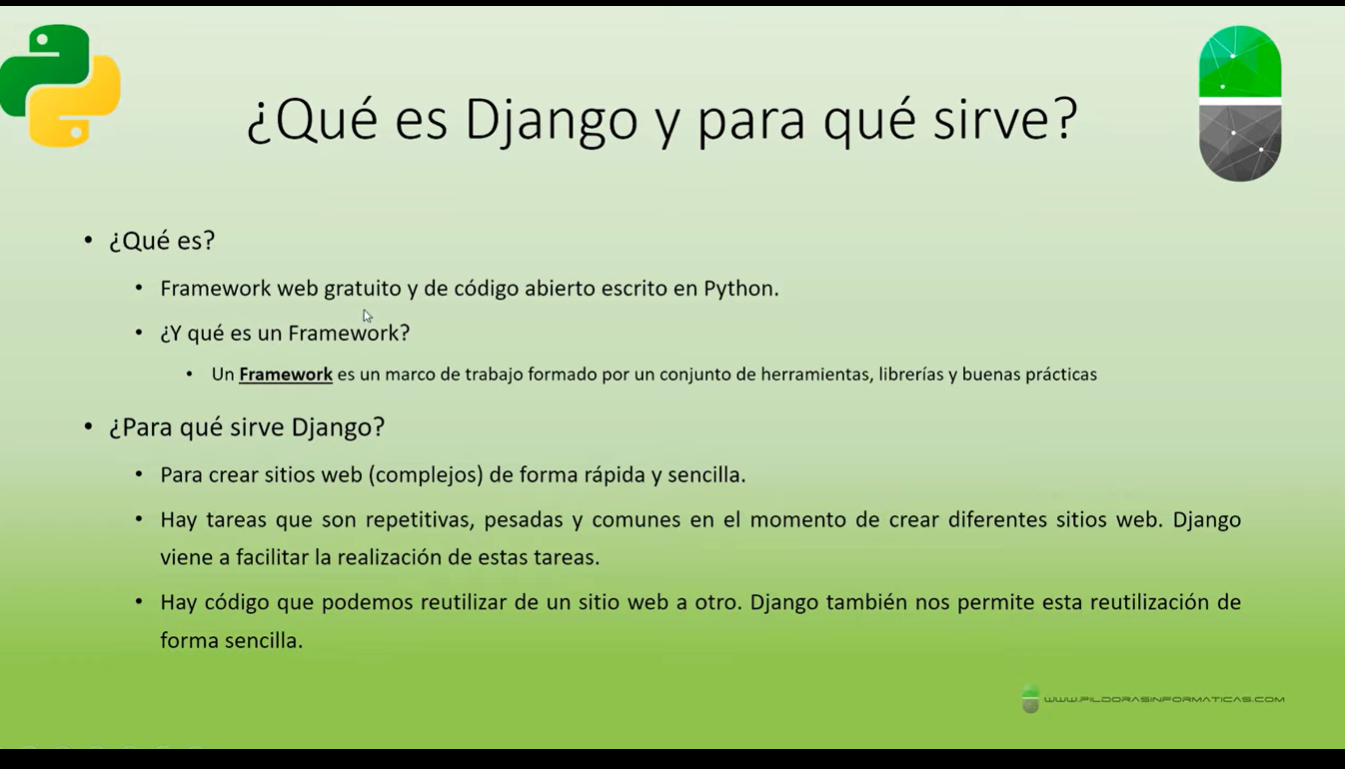 ¿Qué es Django y para qué sirve?
• ¿Qué es?
• Framework web gratuito y de código abierto escrito en Python.
• ¿Y qué es un Framework?
• Un Framework es un marco de trabajo formado por un conjunto de herramientas, librerías y buenas prácticas
• ¿Para qué sirve Django?
• Para crear sitios web (complejos) de forma rápida y sencilla.
• Hay tareas que son repetitivas, pesadas y comunes en el momento de crear diferentes sitios web. Django
viene a facilitar la realización de estas tareas.
• Hay código que podemos reutilizar de un sitio web a otro. Django también nos permite esta reutilización de
forma sencilla.
WWW.PILDORASINFORMATICAS.COM